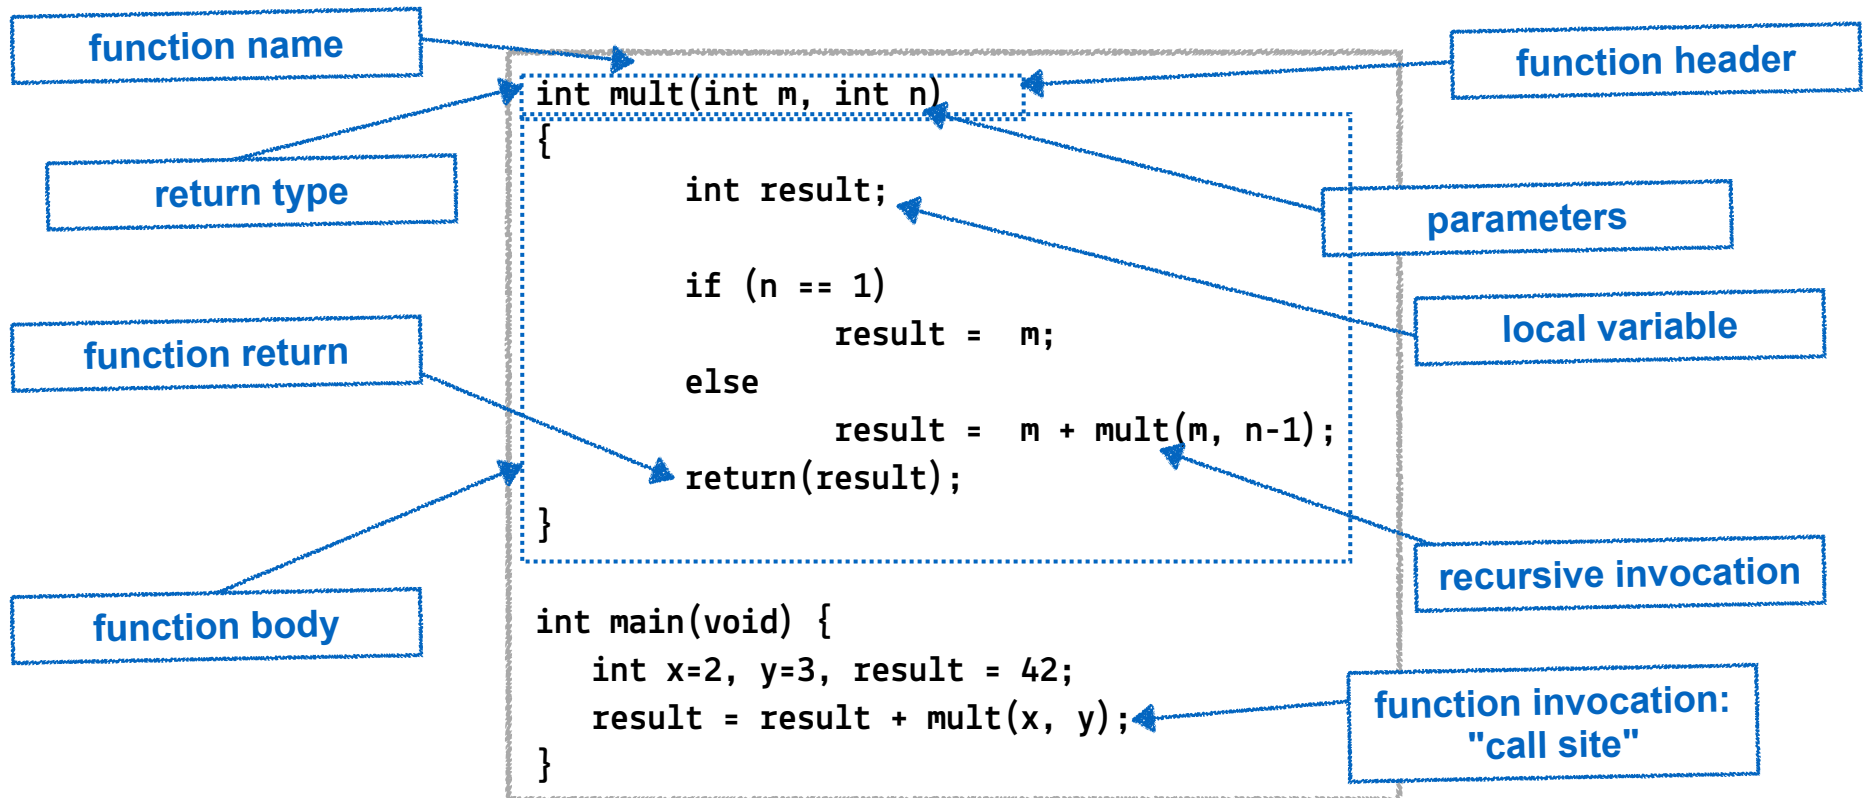 function name
function header
int mult(int m, int n)
{
return type
int result;
parameters
if (n == 1)
local variable
result =  m;
function return
else
result =  m + mult(m, n-1);
return(result);
}
recursive invocation
function body
int main(void) {
int x=2, y=3, result = 42;
function invocation:
result = result + mult(x, y);
"call site"
}